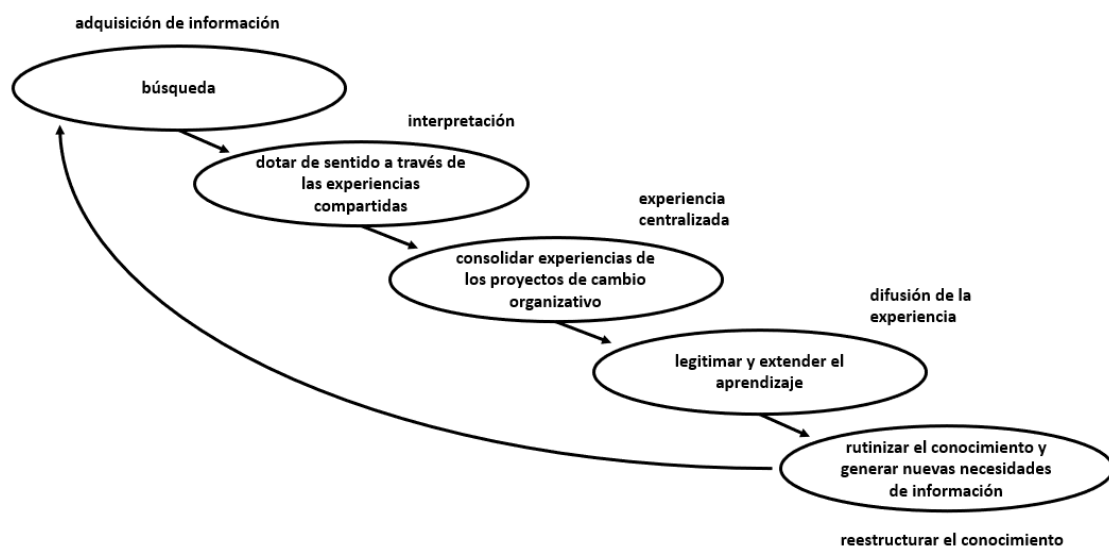 adquisición de información
búsqueda
interpretación
dotar de sentido a través de
las experiencias
compartidas
experiencia
centralizada
consolidar experiencias de
los proyectos de cambio
organizativo
difusión de la
experiencia
legitimar y extender el
aprendizaje
rutinizar el conocimiento y
generar nuevas necesidades
de información
reestructurar el conocimiento